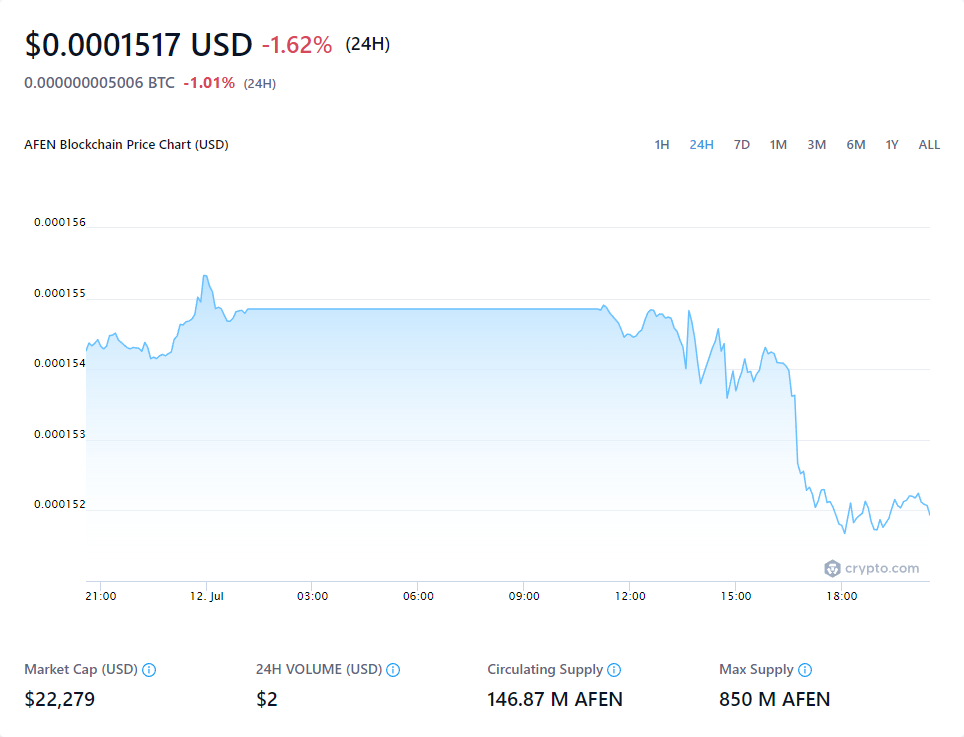 $0.0001517 USD -1.62% (24H)
0.000000005006 BTC -1.01% (24H)
AFEN Blockchain Price Chart (USD)
1H 24H 7D 1M 3M 6M 1Y ALL
0.000156
0.000155
0.000154
0.000153
0.000152
crypto.com
21:00 12. Jul 03:00 06:00 09:00 12:00 15:00 18:00
Market Cap (USD) 24H VOLUME (USD) Circulating Supply Max Supply
$22,279 $2 146.87 M AFEN 850 M AFEN